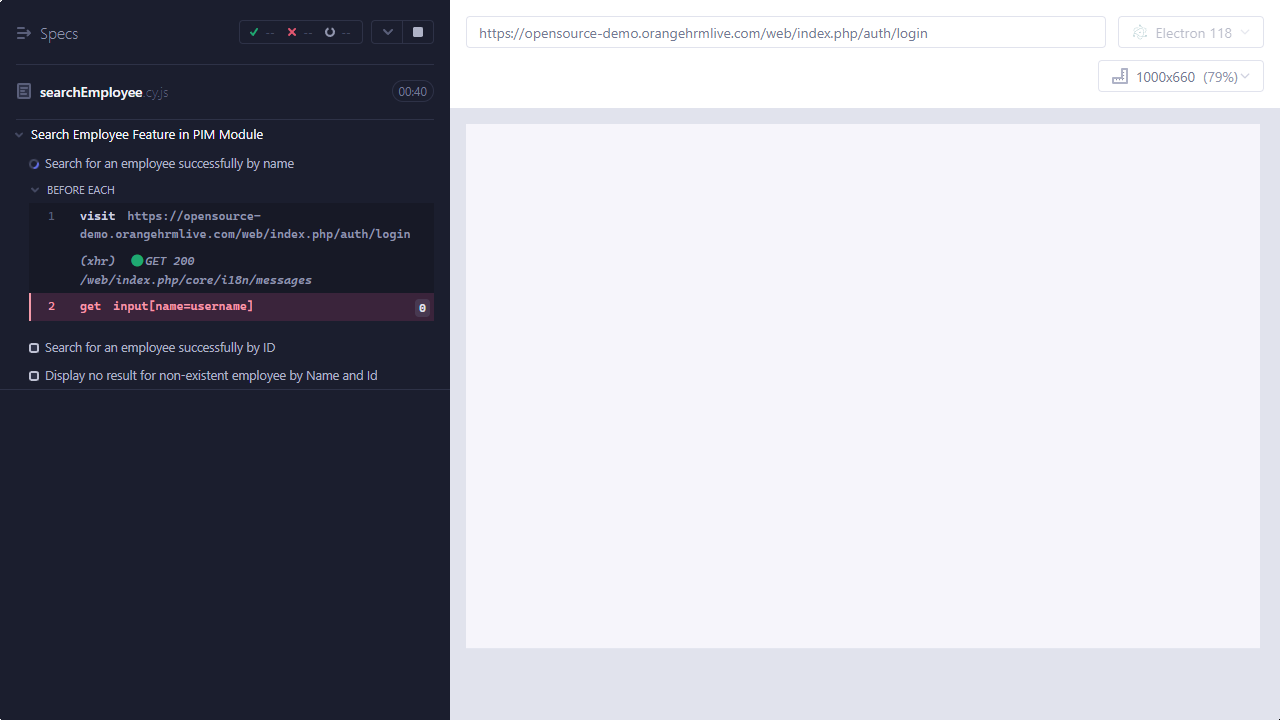 Specs
-- -- --
searchEmployee.cy.js 00:40
Search Employee Feature in PIM Module
Search for an employee successfully by name
BEFORE EACH
1 visit https://opensource-
demo.orangehrmlive.com/web/index.php/auth/login
(xhr) GET 200
/web/index.php/core/i18n/messages
2 get input[name=username] 0
Search for an employee successfully by ID
Display no result for non-existent employee by Name and Id
https://opensource-demo.orangehrmlive.com/web/index.php/auth/login
Electron 118
1000x660 (79%)